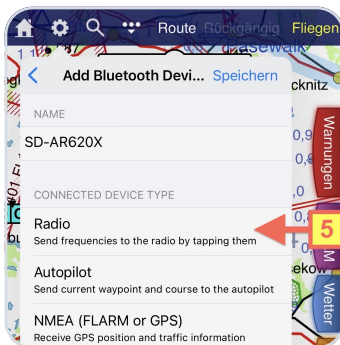 Route Rückgängig Fliegen
Pasewalk
cknitz
Add Bluetooth Devi... Speichern
NAME
SD-AR620X
Warnungen
CONNECTED DEVICE TYPE
Radio
Send frequencies to the radio by tapping them
5
Autopilot
Send current waypoint and course to the autopilot
M
Wetter
NMEA (FLARM or GPS)
Receive GPS position and traffic information